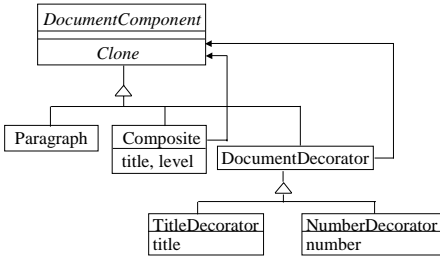 DocumentComponent
Clone
Paragraph
Composite
title, level
DocumentDecorator
TitleDecorator
title
NumberDecorator
number